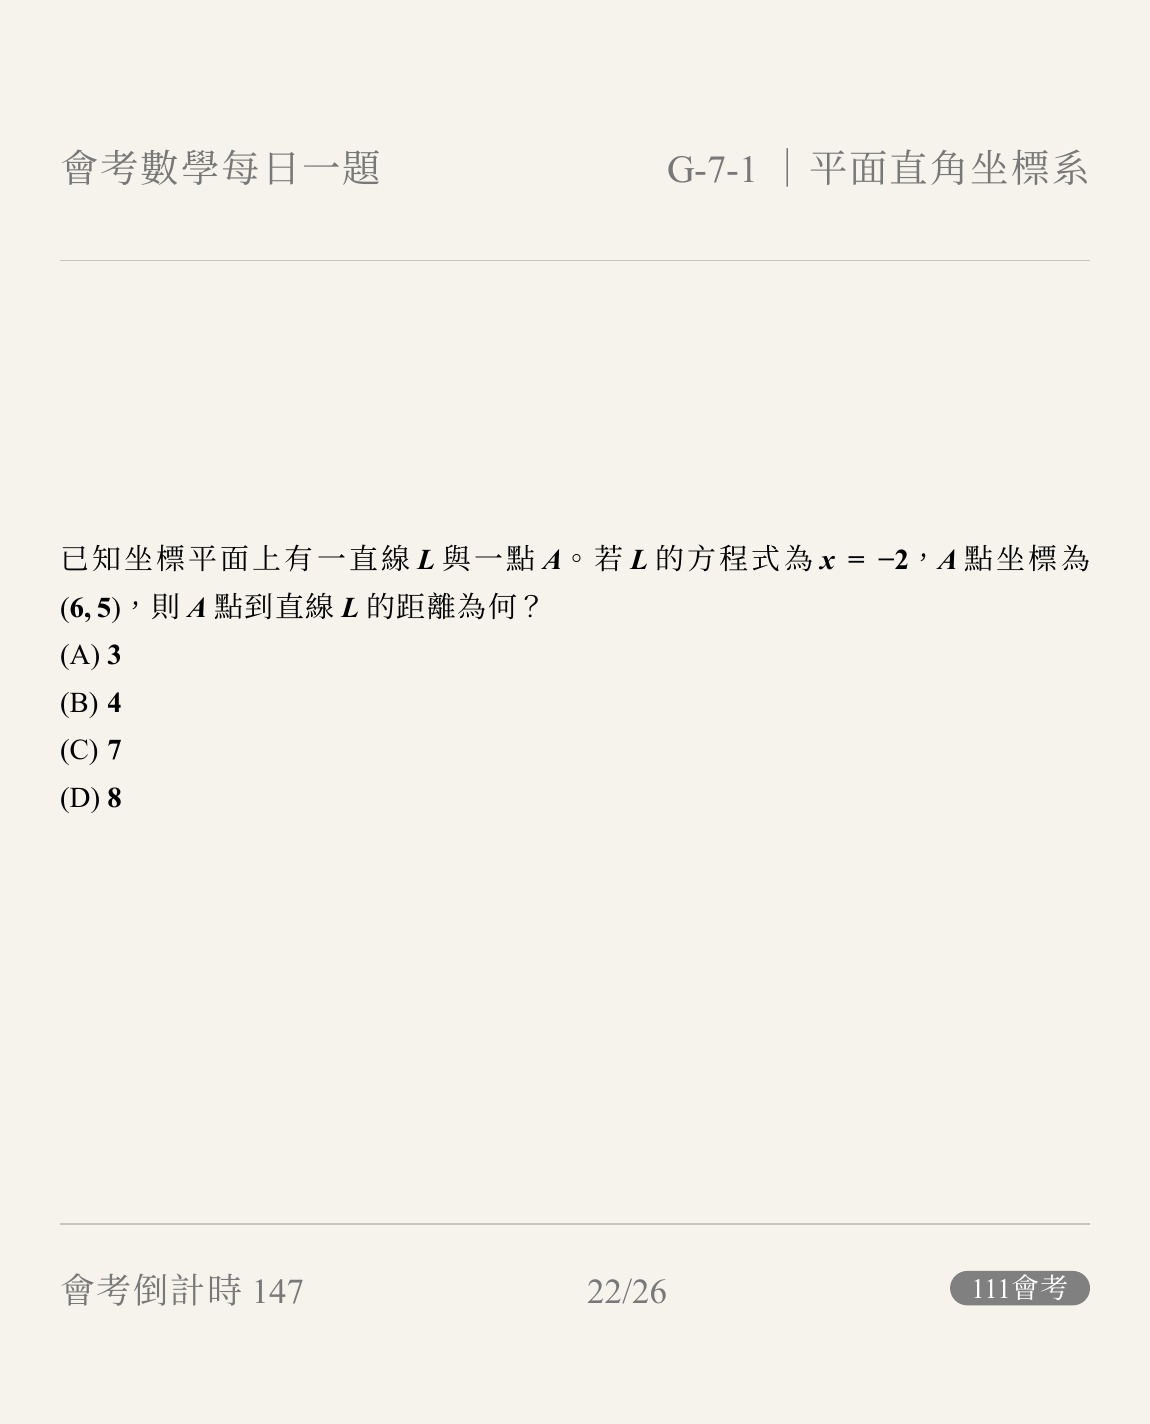 會考數學每日一題
G-7-1｜平面直角坐標系
已知坐標平面上有一直線 L 與一點 A。若 L 的方程式為 x = −2，A 點坐標為
(6, 5)，則 A 點到直線 L 的距離為何？
(A) 3
(B) 4
(C) 7
(D) 8
會考倒計時 147
22/26
111會考